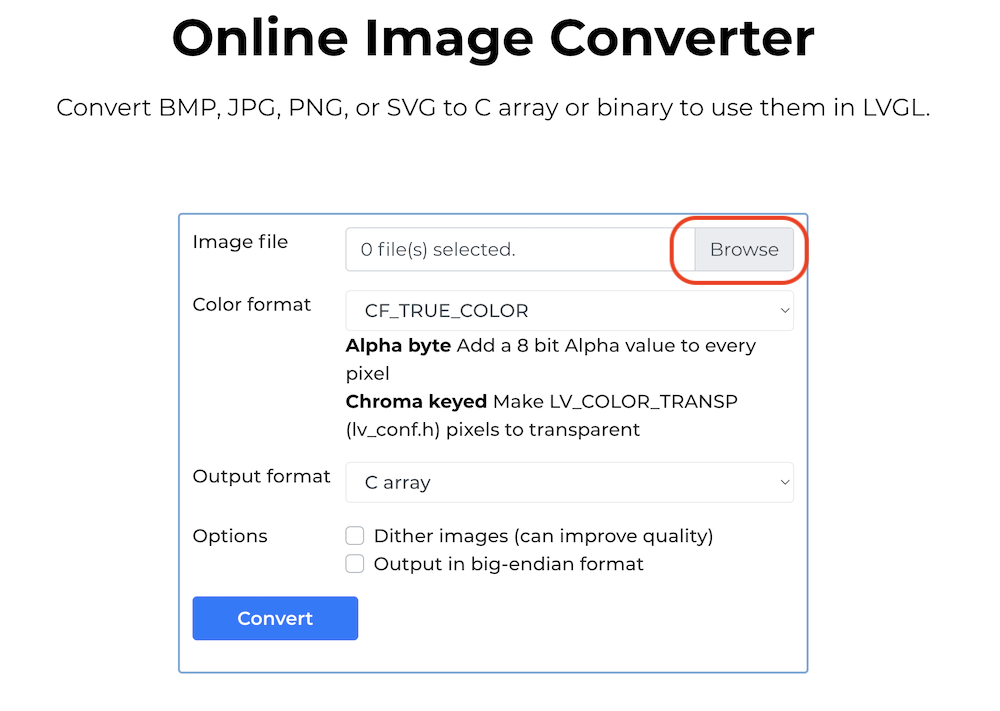 Online Image Converter
Convert BMP, JPG, PNG, or SVG to C array or binary to use them in LVGL.
Image file
0 file(s) selected.
Browse
Color format
CF_TRUE_COLOR
Alpha byte Add a 8 bit Alpha value to every
pixel
Chroma keyed Make LV_COLOR_TRANSP
(lv_conf.h) pixels to transparent
Output format
C array
Options
Dither images (can improve quality)
Output in big-endian format
Convert